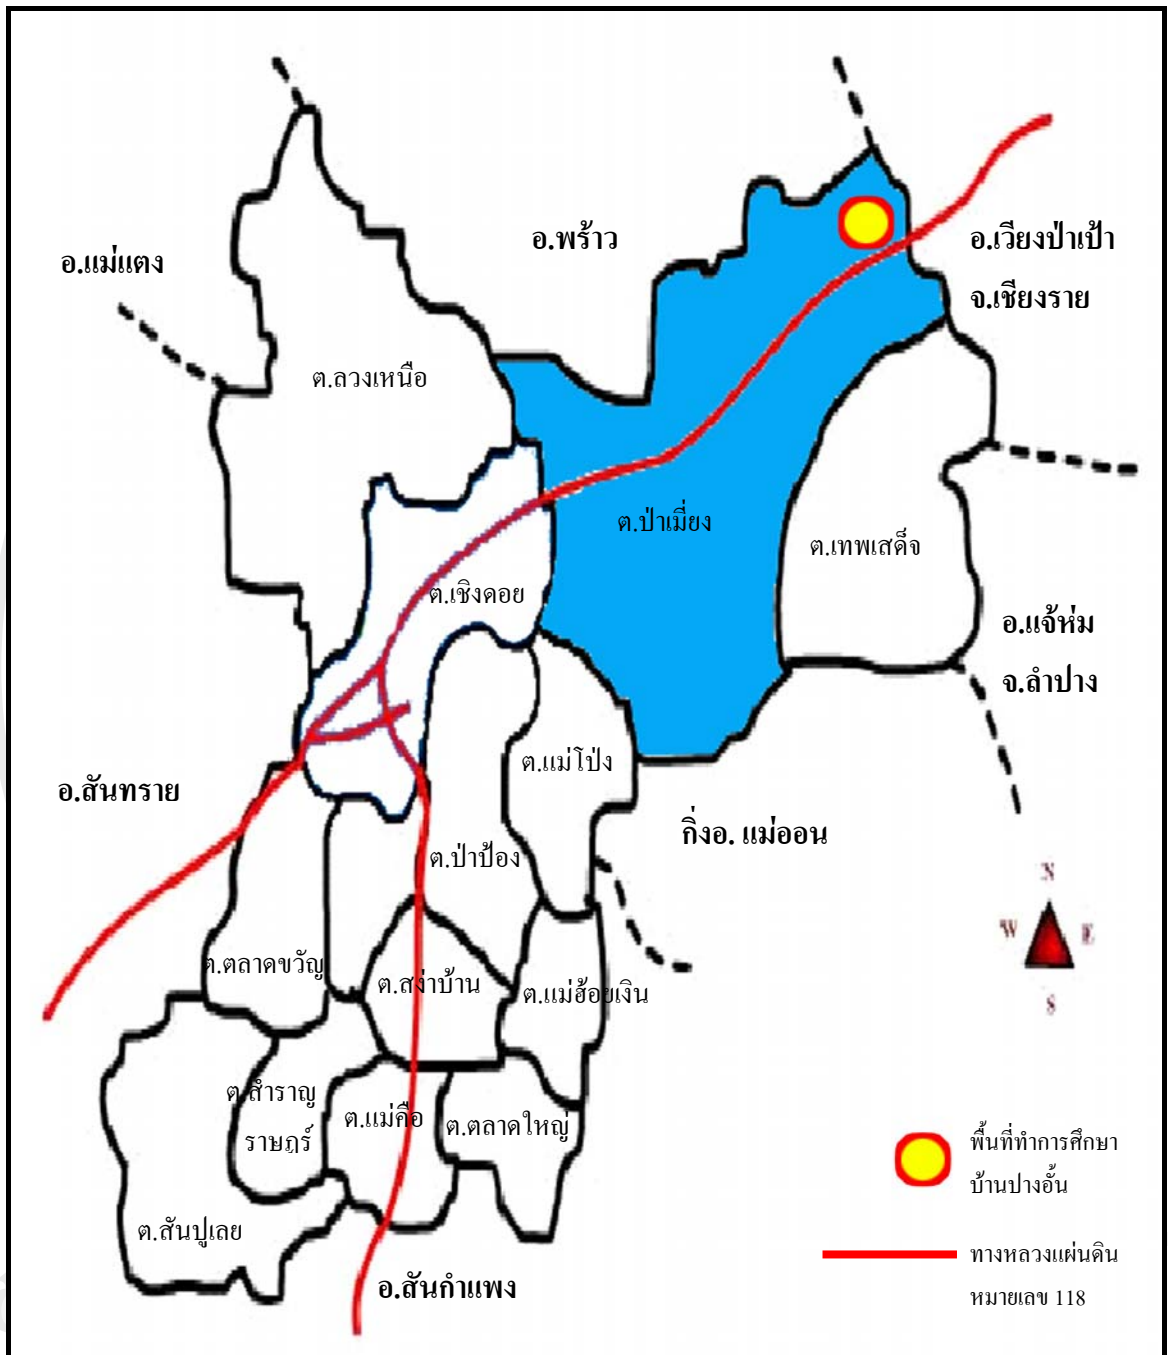 อ.พร้าว
อ.เวียงป่าเป้า
จ.เชียงราย
อ.แม่แตง
ต.ลวงเหนือ
ต.ป่าเมี่ยง
ต.เทพเสด็จ
ต.เชิงดอย
อ.แจ้ห่ม
จ.ลำปาง
ต.แม่โป่ง
อ.สันทราย
กิ่งอ. แม่ออน
ต.ป่าป้อง
N
W
E
S
ต.ตลาดขวัญ
ต.สง่าบ้าน
ต.แม่ฮ้อยเงิน
ต.สำราญ
ราษฎร์
ต.แม่คือ
ต.ตลาดใหญ่
พื้นที่ทำการศึกษา
บ้านปางอั้น
ต.สันปูเลย
อ.สันกำแพง
ทางหลวงแผ่นดิน
หมายเลข 118